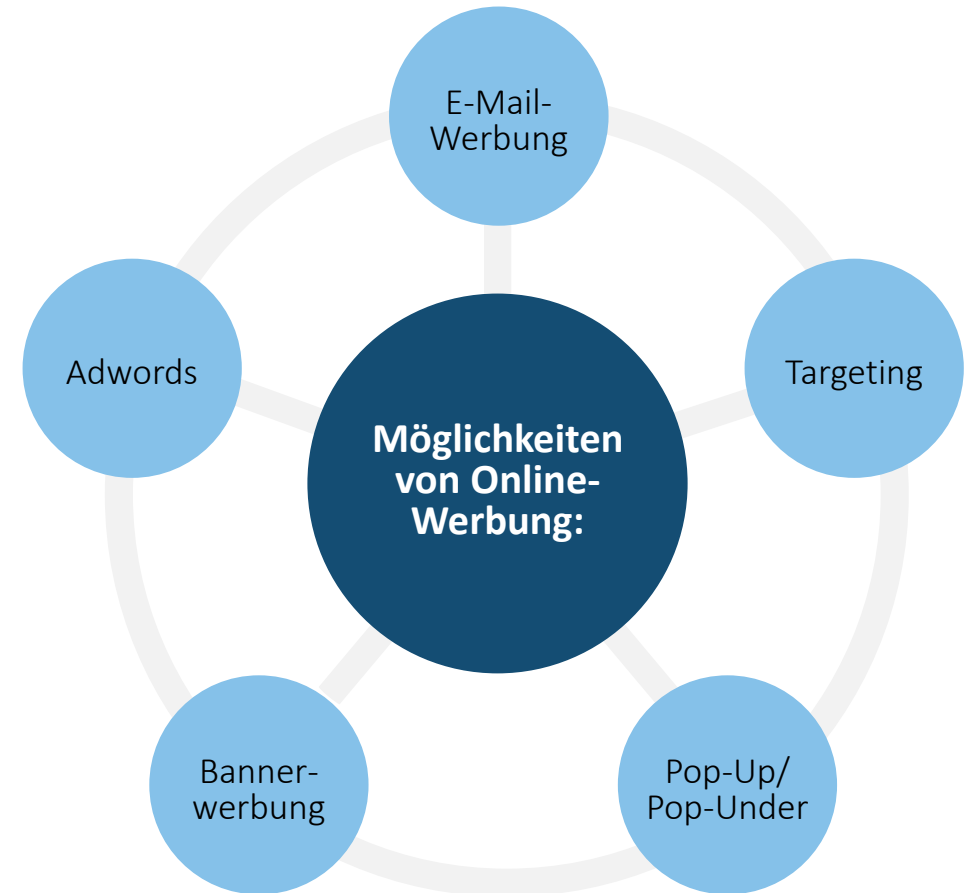 E-Mail-
Werbung
Adwords
Targeting
Möglichkeiten
von Online-
Werbung:
Banner-
werbung
Pop-Up/
Pop-Under